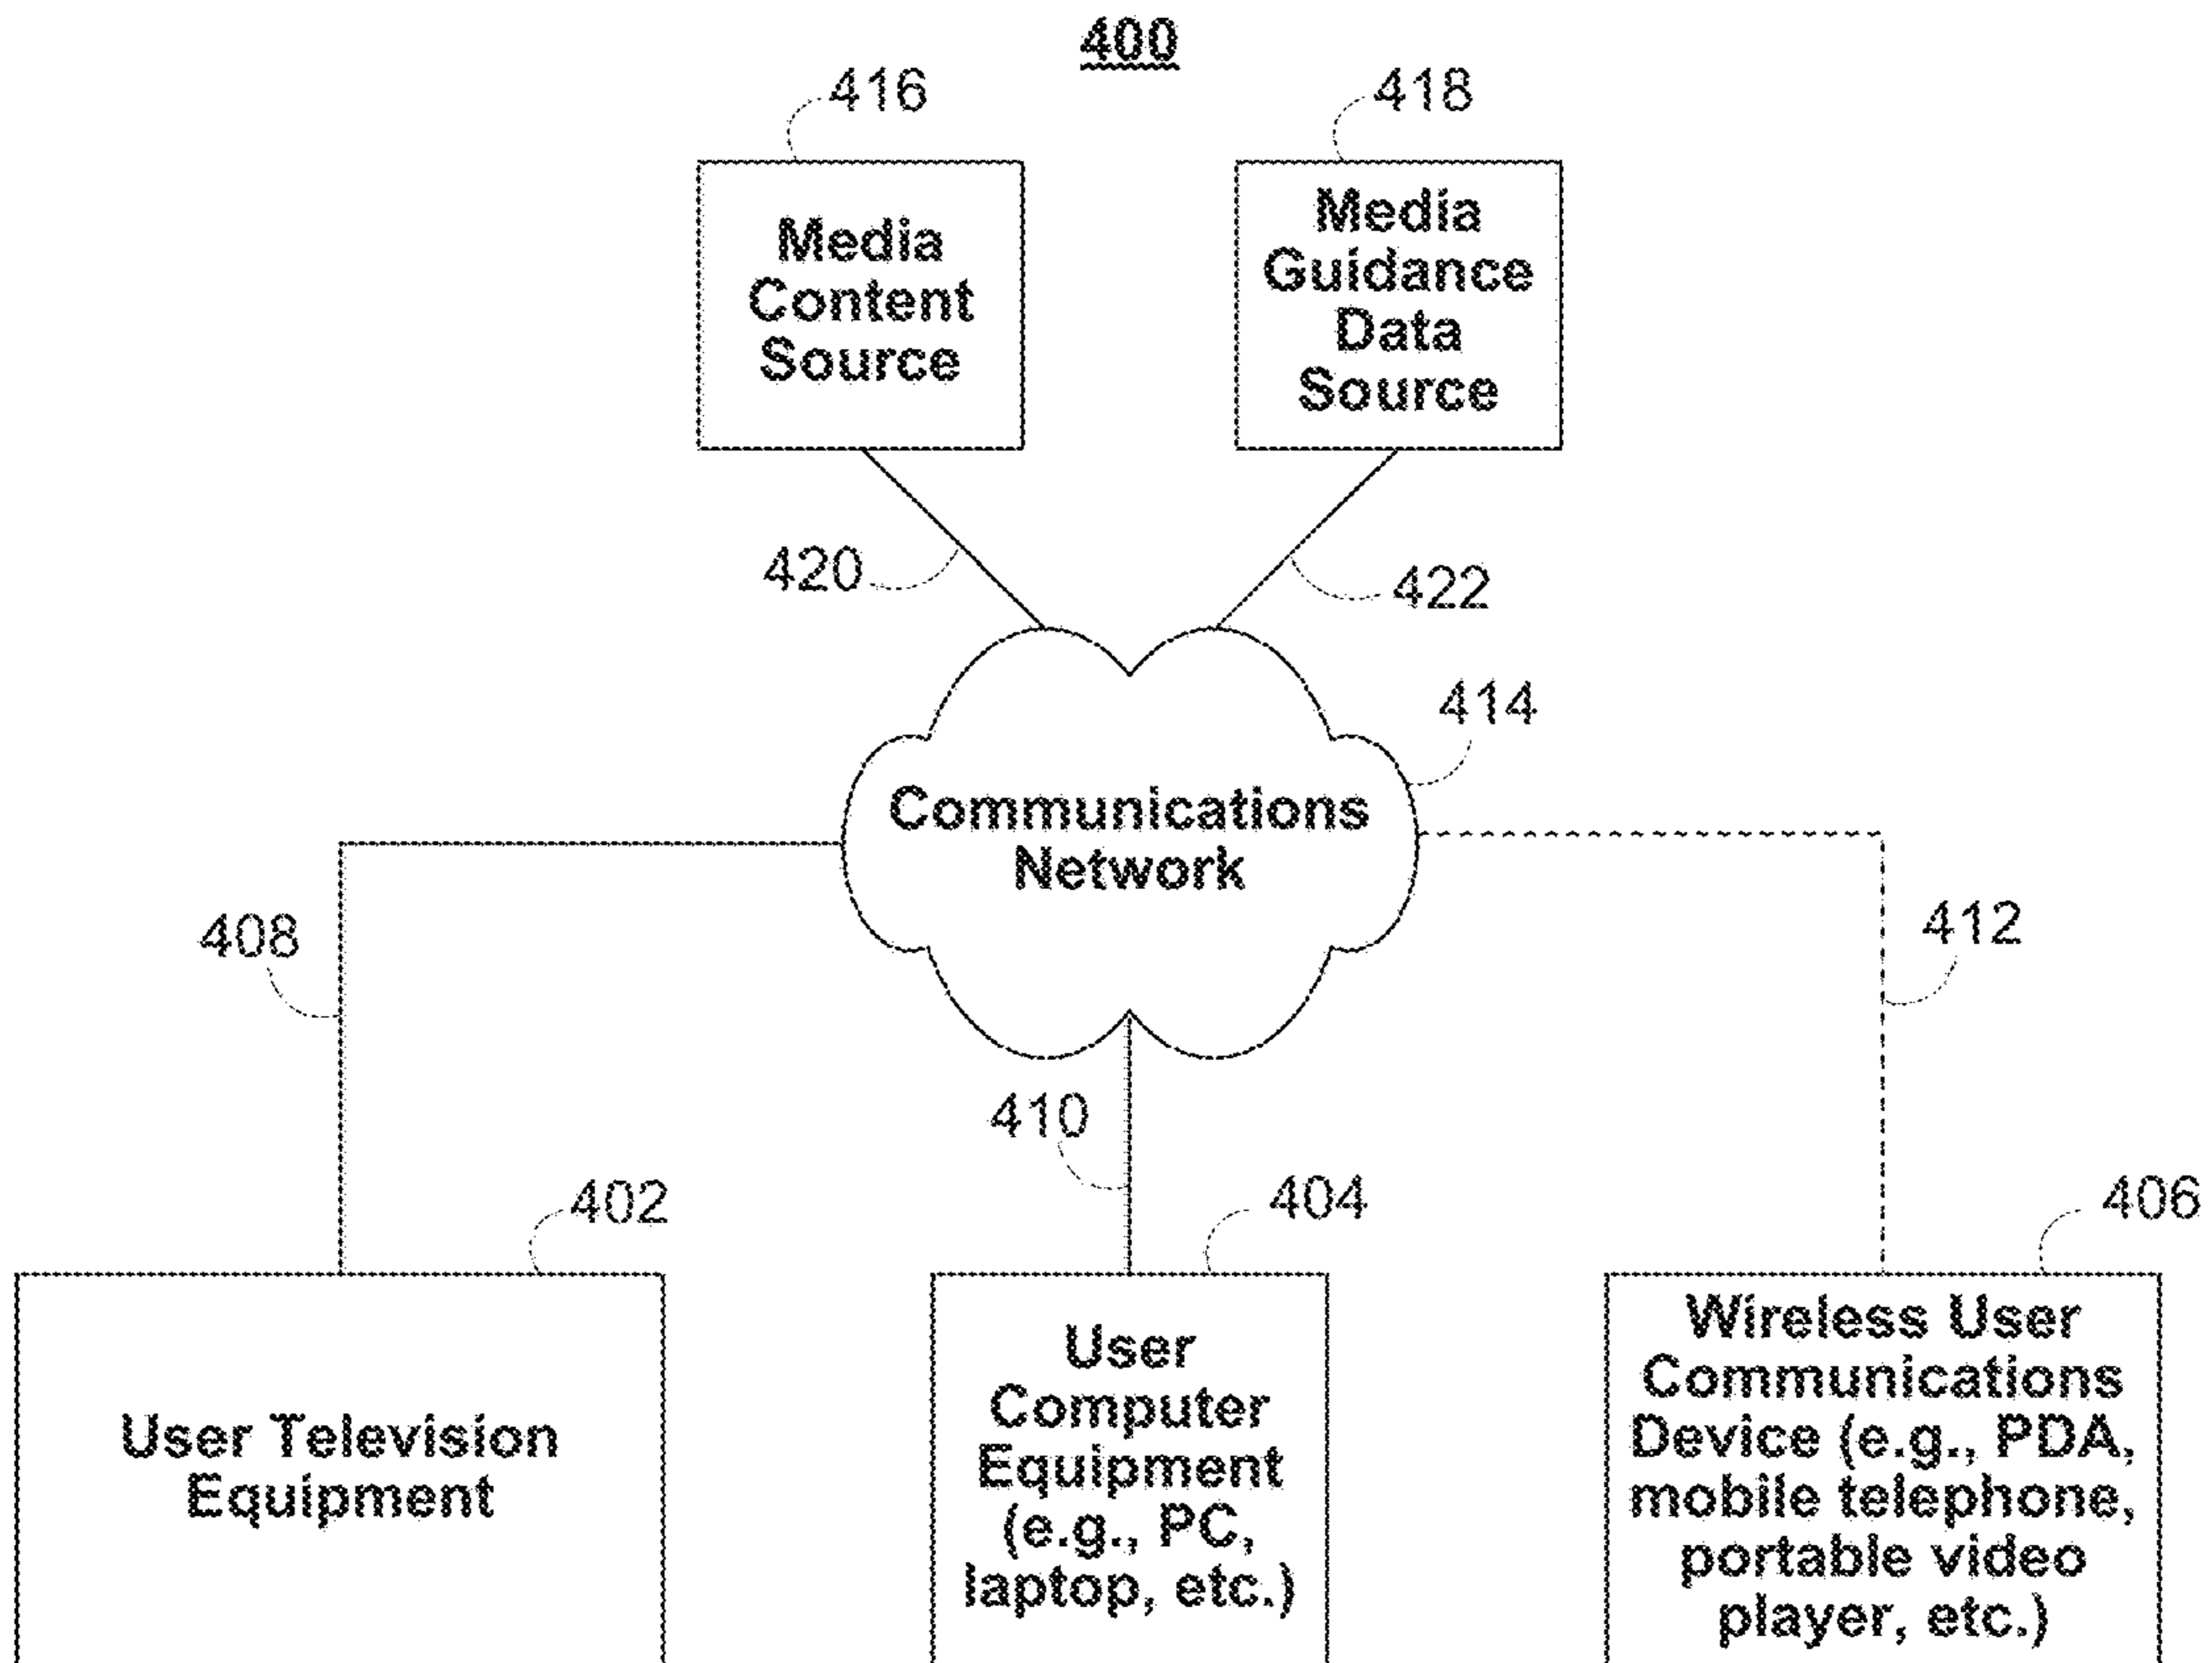 400
416
418
Media
Content
Source
Media
Guidance
Data
Source
420
422
414
Communications
Network
408
412
410
402
404
406
User Television
Equipment
User
Computer
Equipment
(e.g., PC,
laptop, etc.)
Wireless User
Communications
Device (e.g., PDA,
mobile telephone,
portable video
player, etc.)